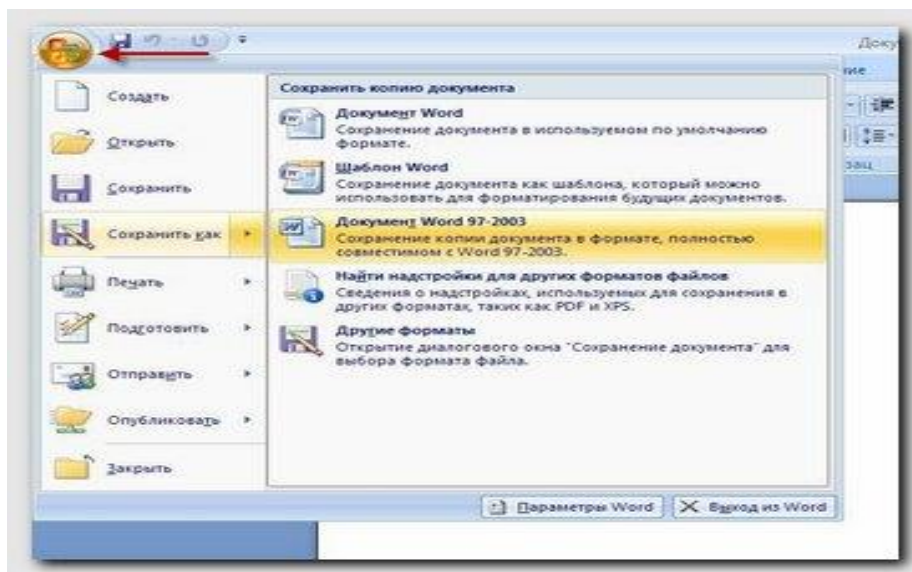 Доку
ние
Создать
Открыть
Сохранить
Сохранить как
Печать
Подготовить
Отправить
Опубликовать
Закрыть
Сохранить копию документа
Документ Word
Сохранение документа в используемом по умолчанию
формате.
Шаблон Word
Сохранение документа как шаблона, который можно
использовать для форматирования будущих документов.
Документ Word 97-2003
Сохранение копии документа в формате, полностью
совместимом с Word 97-2003.
Найти надстройки для других форматов файлов
Сведения о надстройках, используемых для сохранения в
других форматах, таких как PDF и XPS.
Другие форматы
Открытие диалогового окна "Сохранение документа" для
выбора формата файла.
зац
Параметры Word
Выход из Word